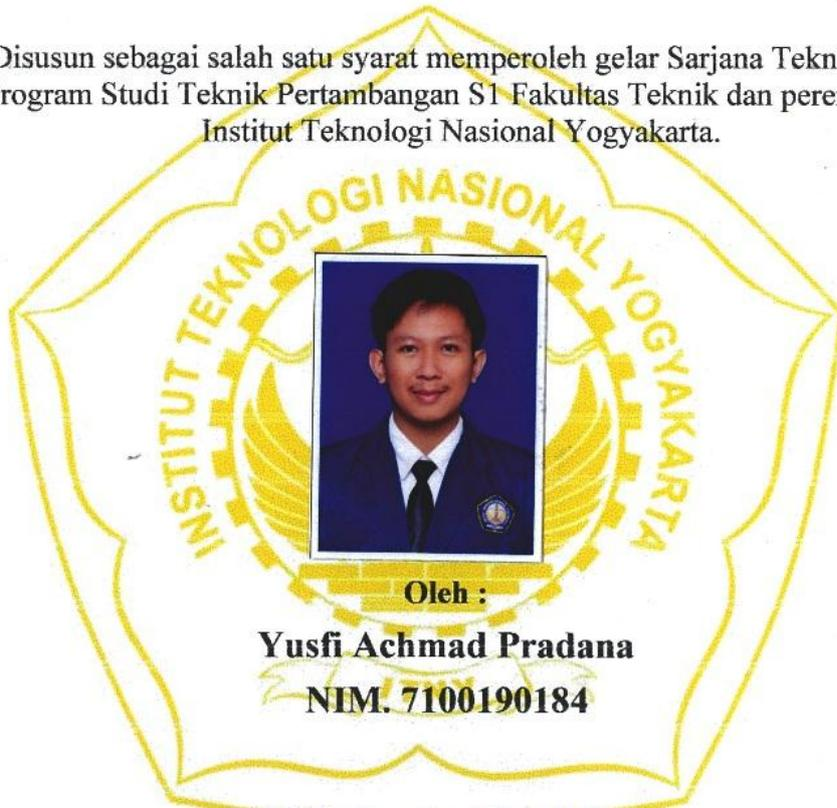 Disusun sebagai salah satu syarat memperoleh gelar Sarjana Tekn
rogram Studi Teknik Pertambangan S1 Fakultas Teknik dan pere
Institut Teknologi Nasional Yogyakarta.
INSTITUT TEKNOLOGI NASIONAL YOGYAKARTA
Oleh :
Yusfi Achmad Pradana
NIM. 7100190184